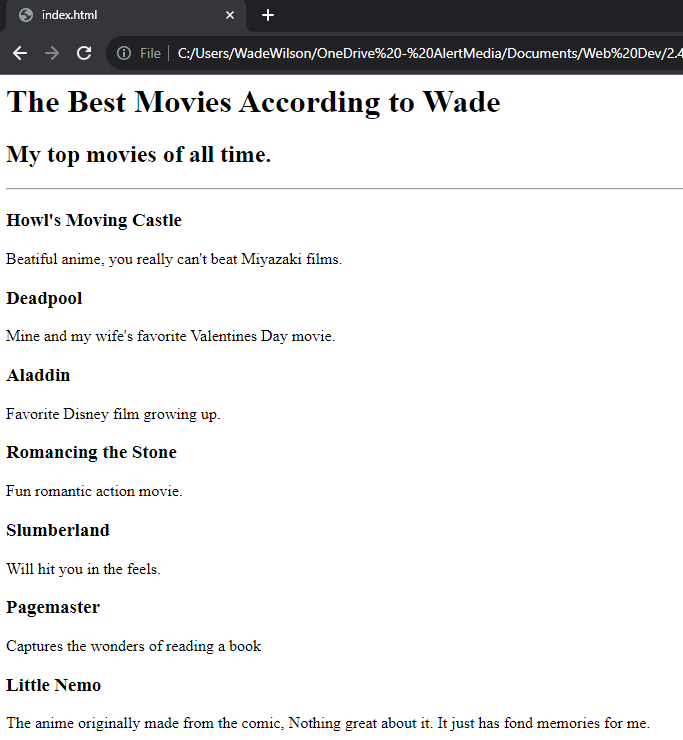 index.html
File
C:/Users/WadeWilson/OneDrive%20-%20AlertMedia/Documents/Web%20Dev/2.4
The Best Movies According to Wade
My top movies of all time.
Howl's Moving Castle
Beatiful anime, you really can't beat Miyazaki films.
Deadpool
Mine and my wife's favorite Valentines Day movie.
Aladdin
Favorite Disney film growing up.
Romancing the Stone
Fun romantic action movie.
Slumberland
Will hit you in the feels.
Pagemaster
Captures the wonders of reading a book
Little Nemo
The anime originally made from the comic, Nothing great about it. It just has fond memories for me.